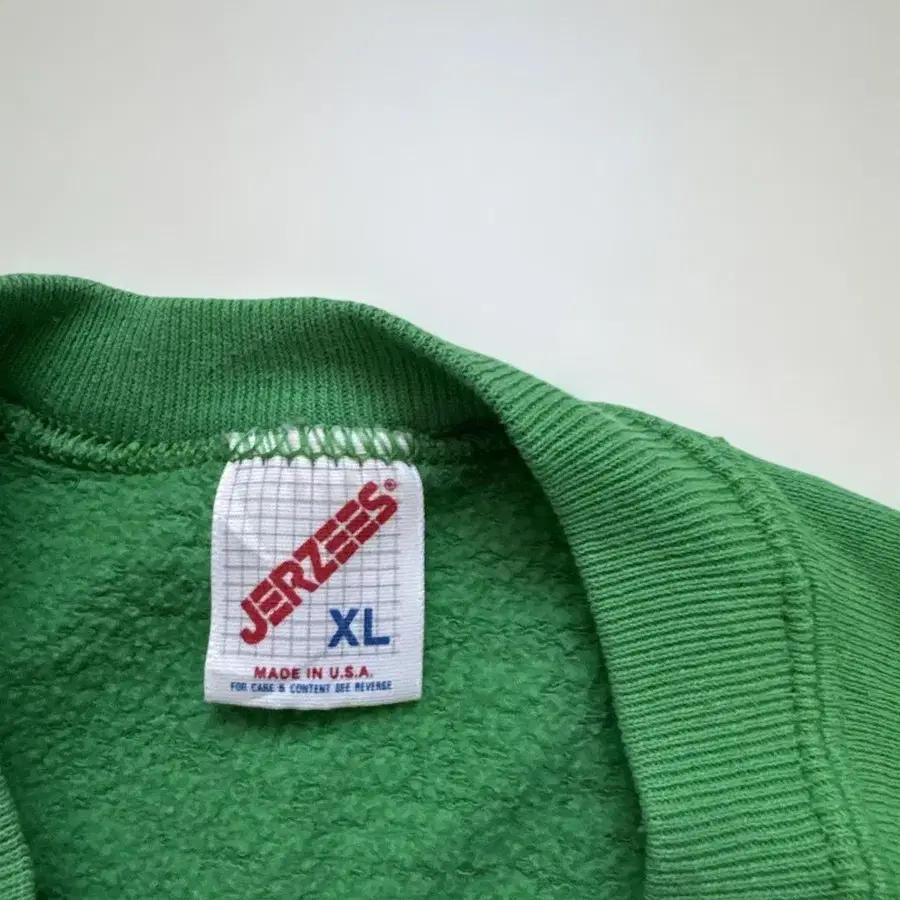 JERZEES®
XL
MADE IN U.S.A.
FOR CARE & CONTENT SEE REVERSE